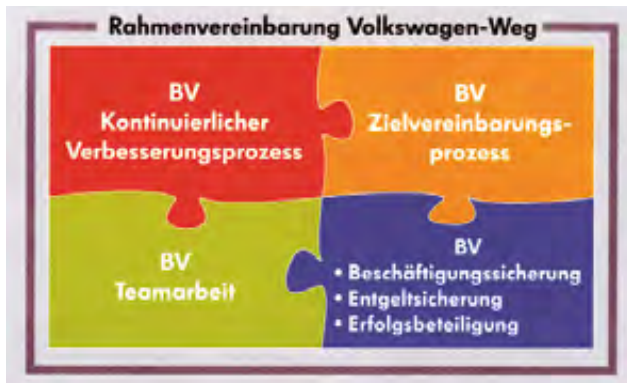 Rahmenvereinbarung Volkswagen-Weg
BV
Kontinuierlicher
Verbesserungsprozess
BV
Zielvereinbarungs-
prozess
BV
Teamarbeit
BV
• Beschäftigungssicherung
• Entgeltsicherung
• Erfolgsbeteiligung